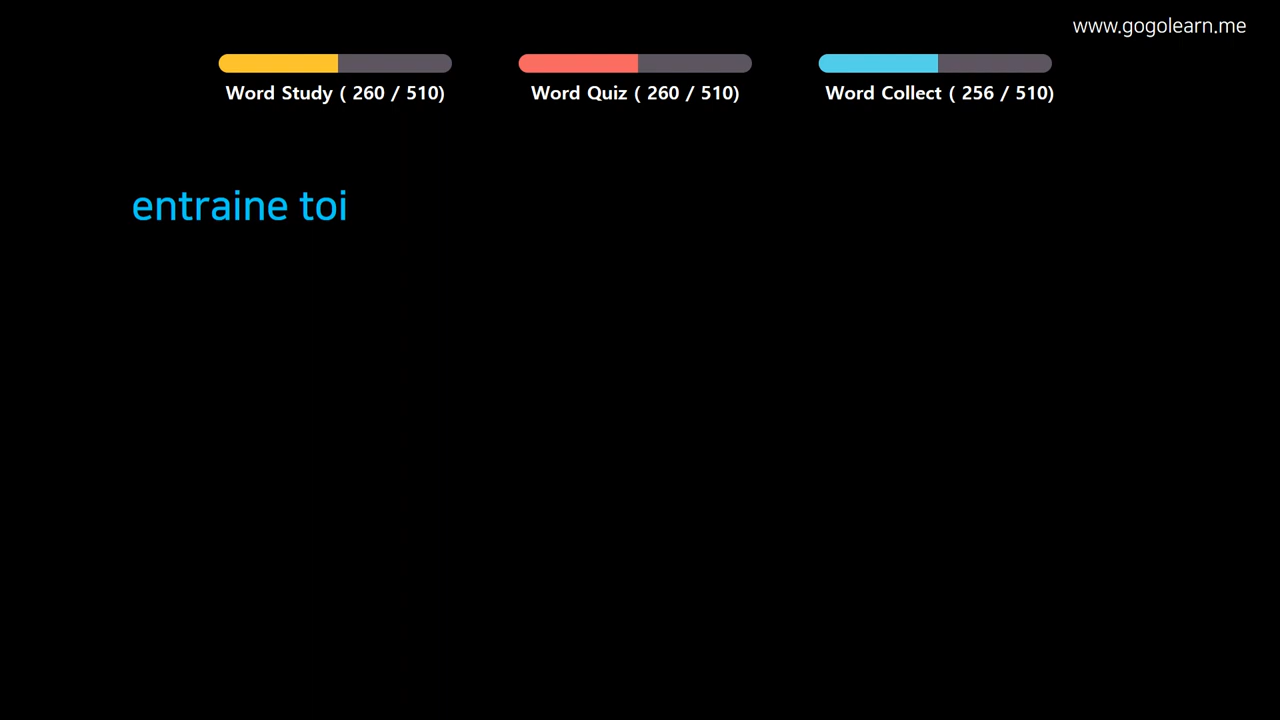 www.gogolearn.me
Word Study ( 260 / 510)
Word Quiz ( 260 / 510)
Word Collect ( 256 / 510)
entraine toi